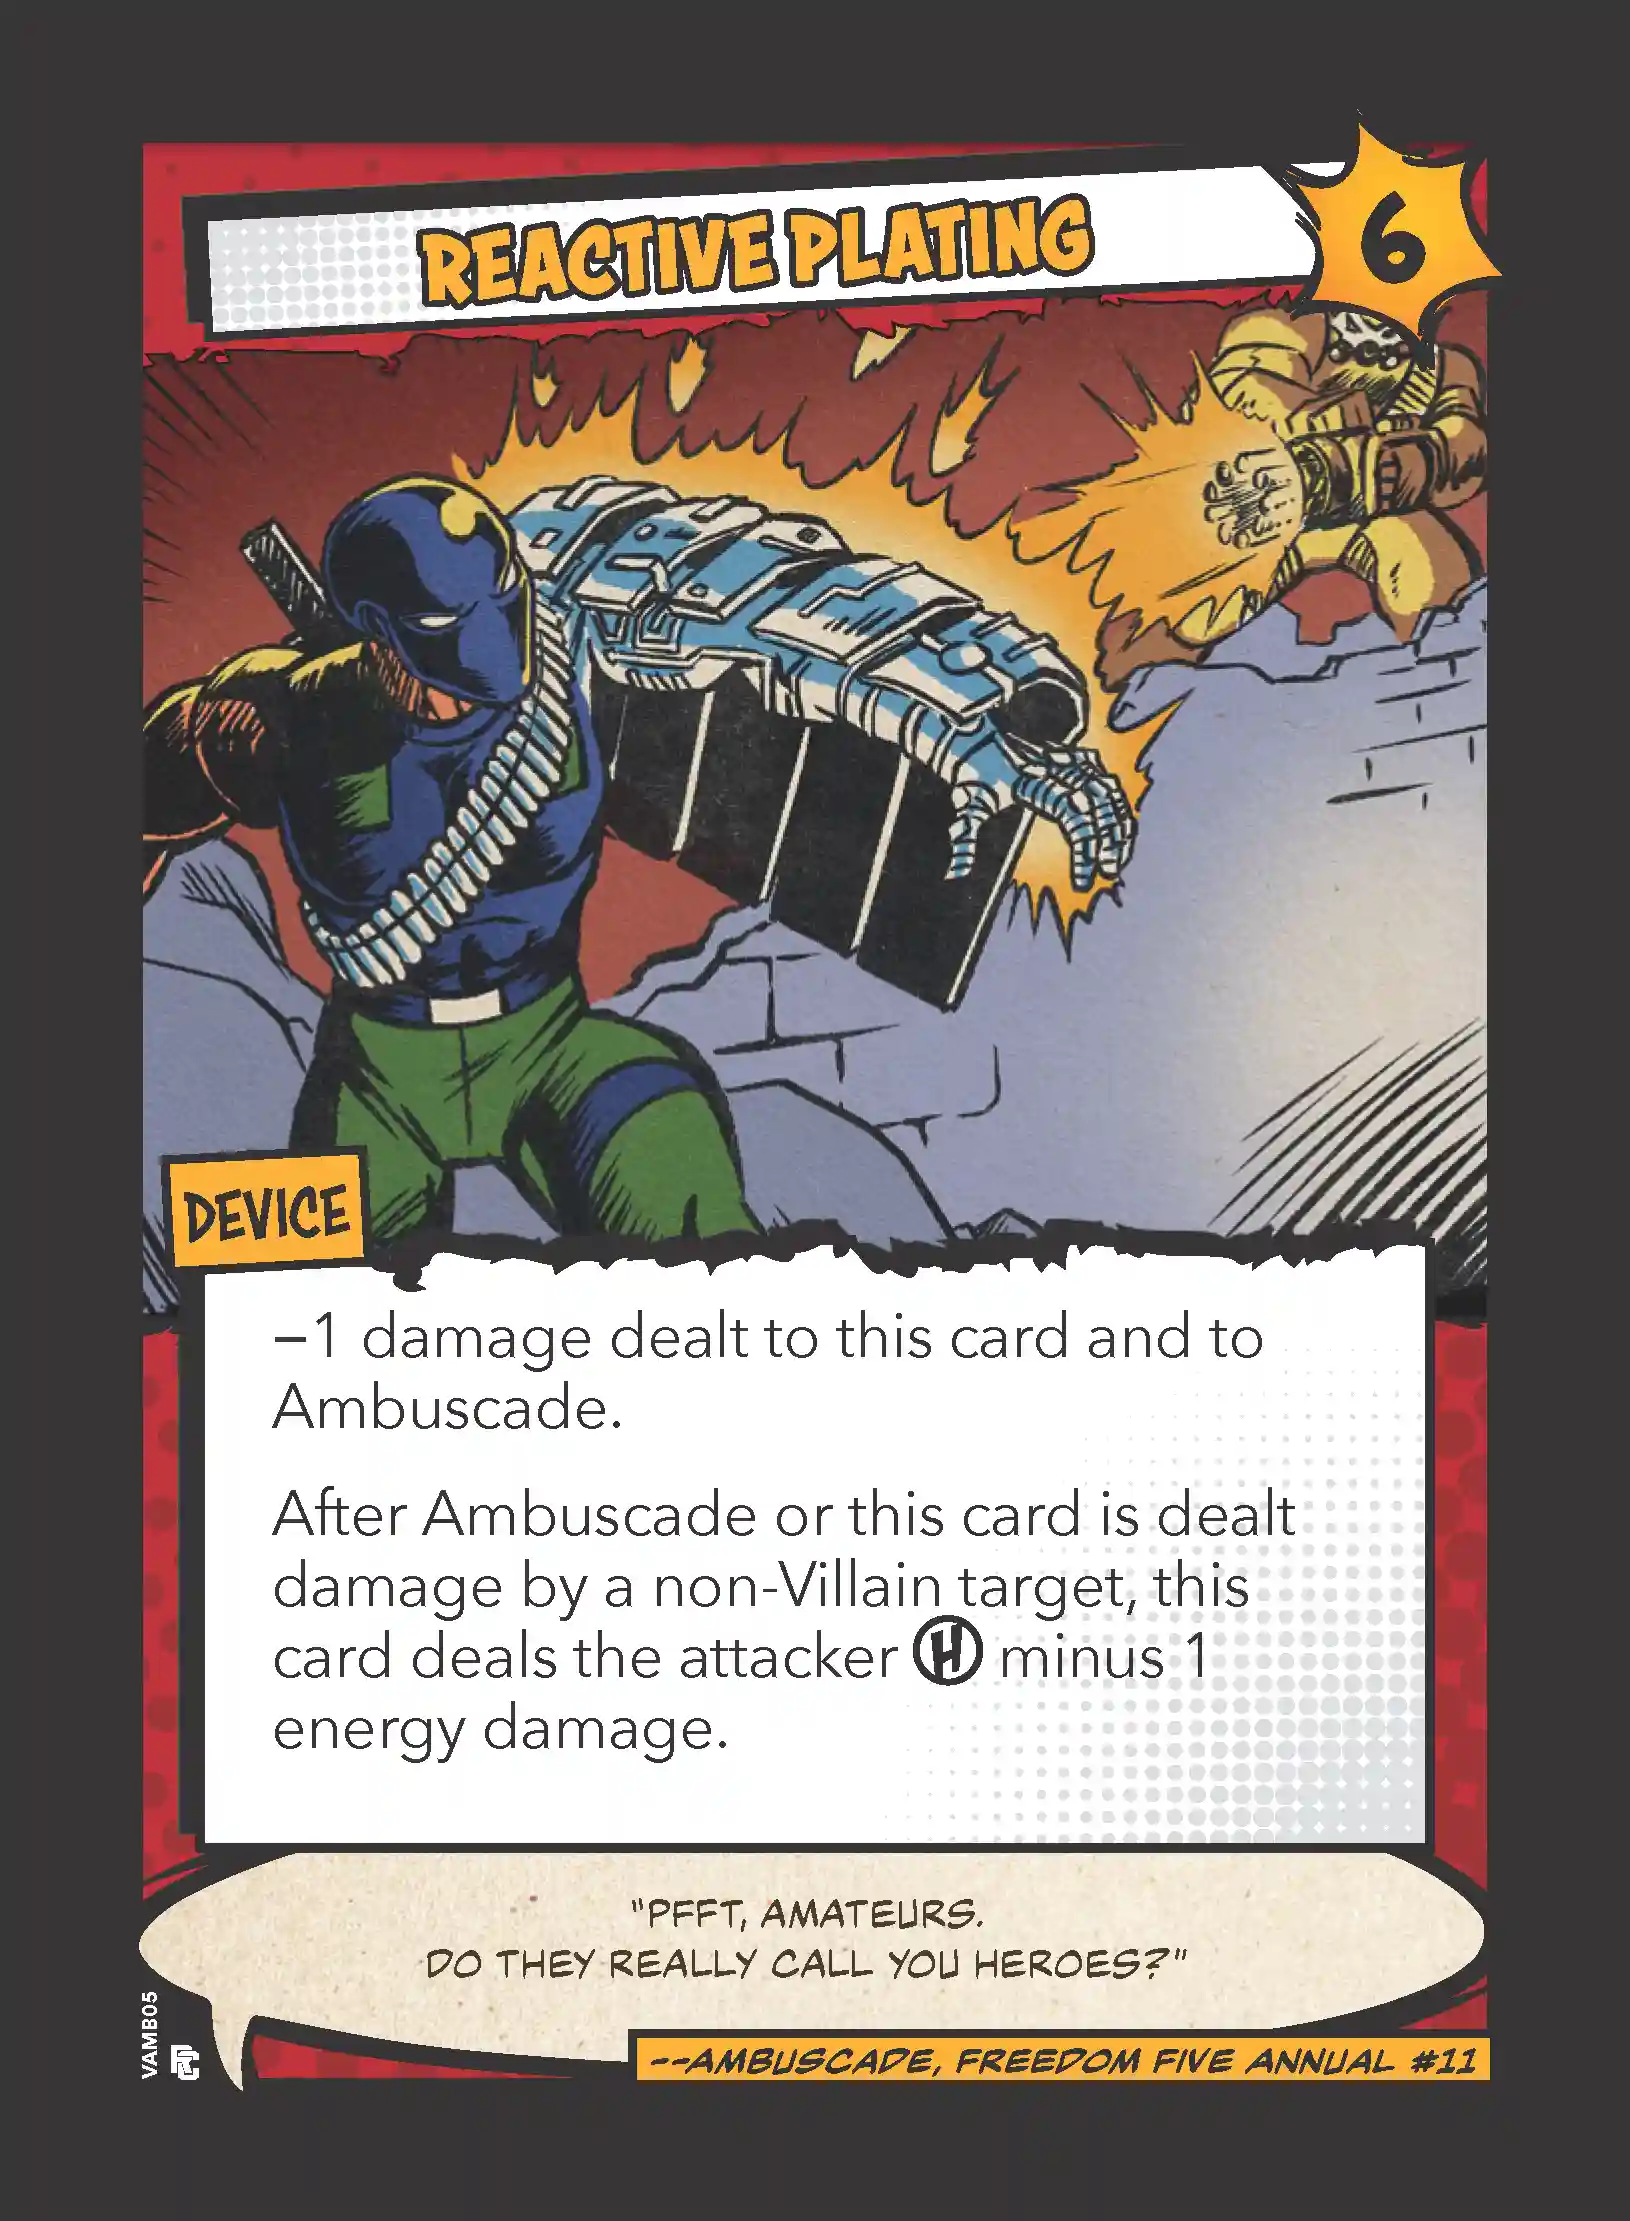 REACTIVE PLATING
6
DEVICE
–1 damage dealt to this card and to
Ambuscade.
After Ambuscade or this card is dealt
damage by a non-Villain target, this
card deals the attacker H minus 1
energy damage.
"PFFT, AMATEURS.
DO THEY REALLY CALL YOU HEROES?"
--AMBUSCADE, FREEDOM FIVE ANNUAL #11
VAMB05